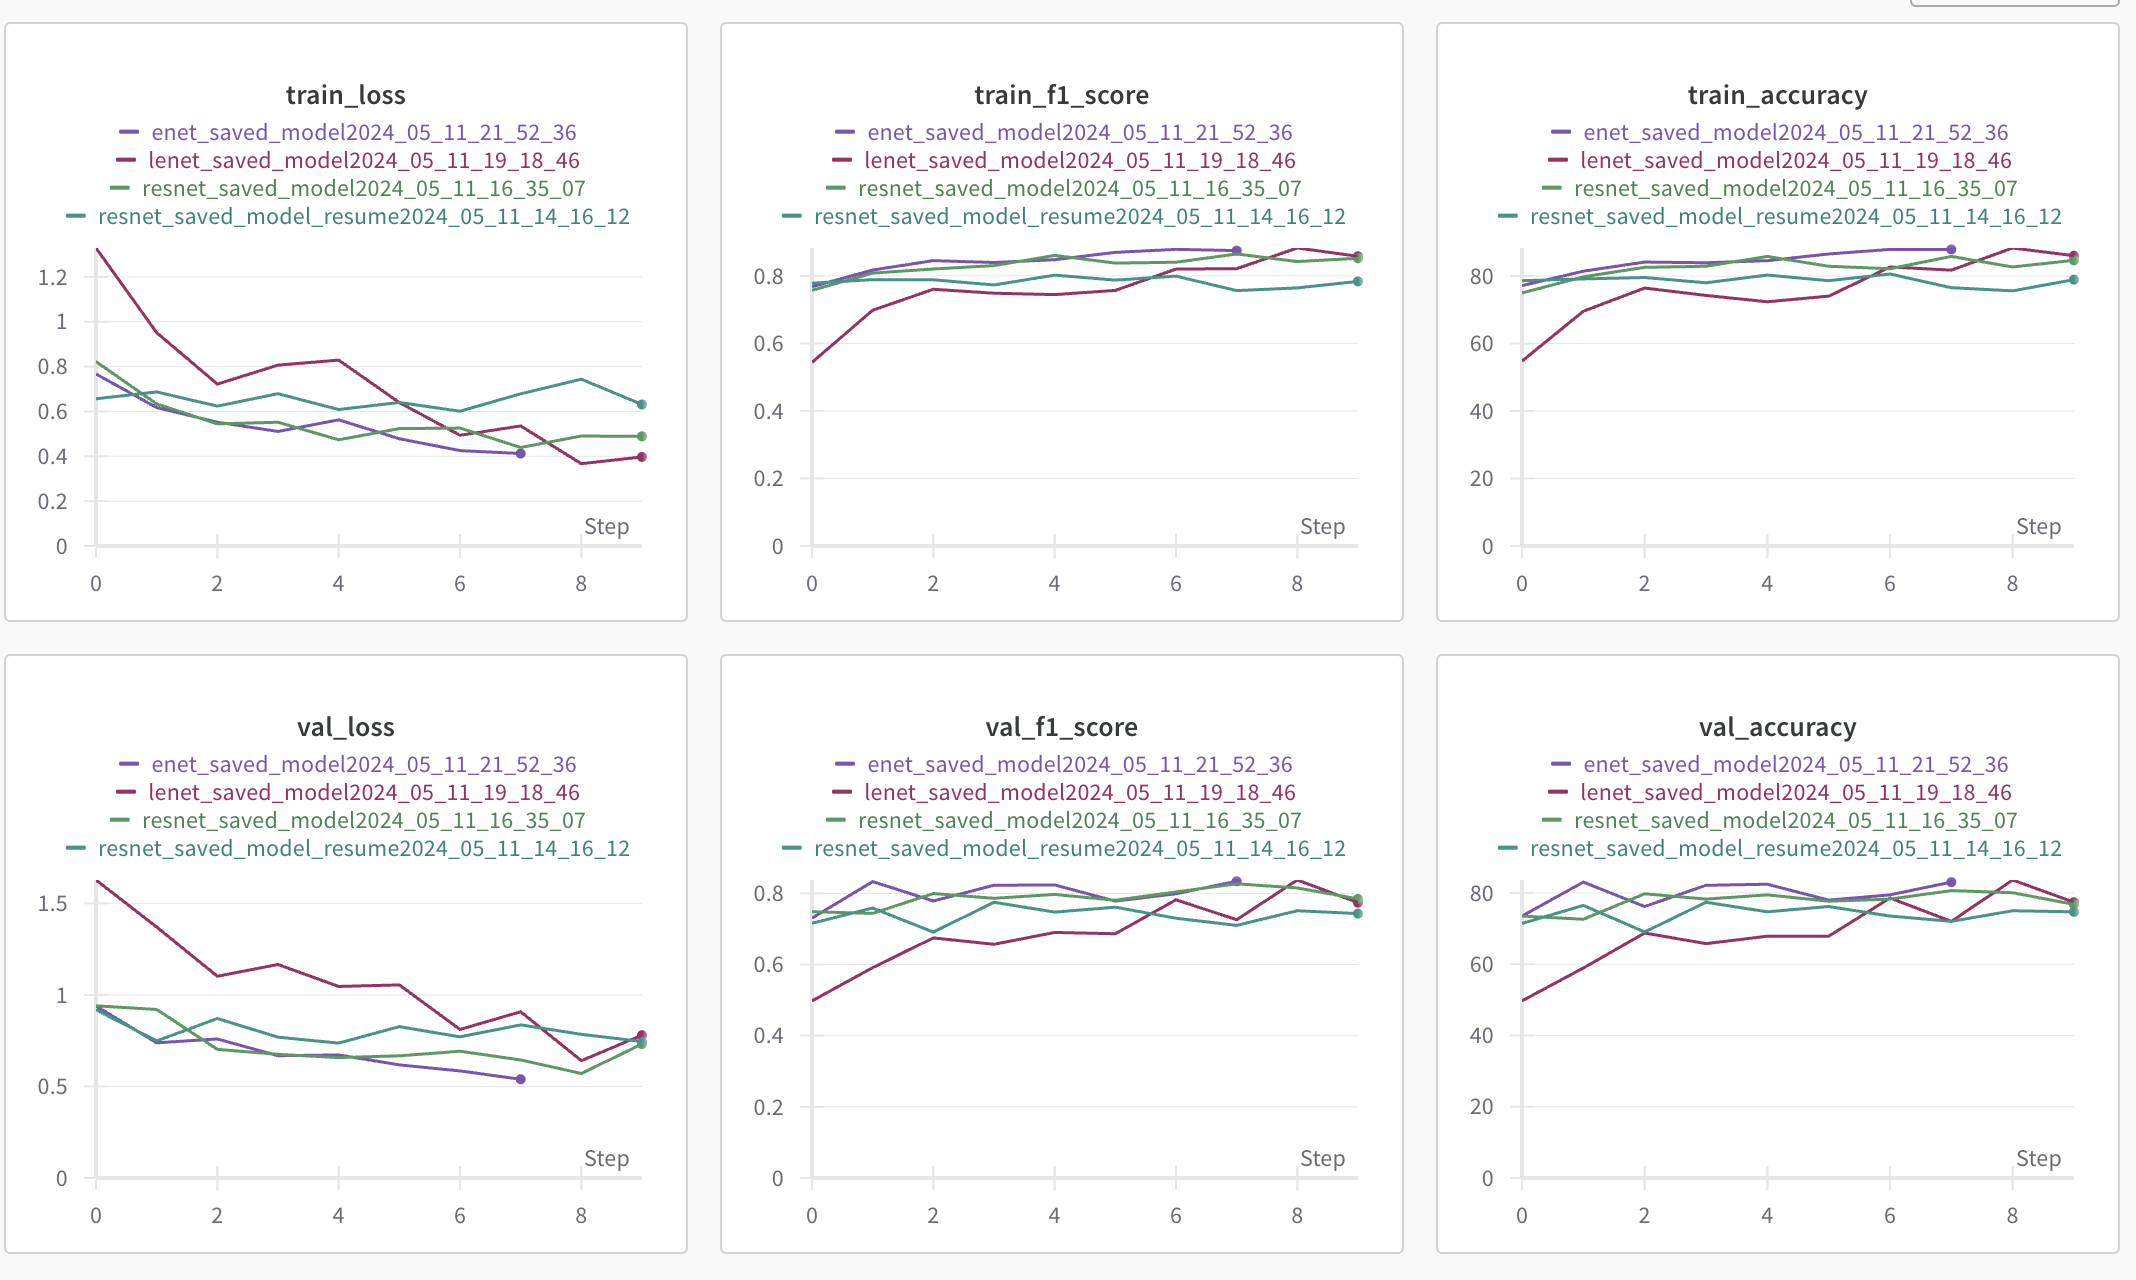 train_loss
enet_saved_model2024_05_11_21_52_36
lenet_saved_model2024_05_11_19_18_46
resnet_saved_model2024_05_11_16_35_07
resnet_saved_model_resume2024_05_11_14_16_12
1.2
1
0.8
0.6
0.4
0.2
0
Step
0 2 4 6 8
train_f1_score
enet_saved_model2024_05_11_21_52_36
lenet_saved_model2024_05_11_19_18_46
resnet_saved_model2024_05_11_16_35_07
resnet_saved_model_resume2024_05_11_14_16_12
0.8
0.6
0.4
0.2
0
Step
0 2 4 6 8
train_accuracy
enet_saved_model2024_05_11_21_52_36
lenet_saved_model2024_05_11_19_18_46
resnet_saved_model2024_05_11_16_35_07
resnet_saved_model_resume2024_05_11_14_16_12
80
60
40
20
0
Step
0 2 4 6 8
val_loss
enet_saved_model2024_05_11_21_52_36
lenet_saved_model2024_05_11_19_18_46
resnet_saved_model2024_05_11_16_35_07
resnet_saved_model_resume2024_05_11_14_16_12
1.5
1
0.5
0
Step
0 2 4 6 8
val_f1_score
enet_saved_model2024_05_11_21_52_36
lenet_saved_model2024_05_11_19_18_46
resnet_saved_model2024_05_11_16_35_07
resnet_saved_model_resume2024_05_11_14_16_12
0.8
0.6
0.4
0.2
0
Step
0 2 4 6 8
val_accuracy
enet_saved_model2024_05_11_21_52_36
lenet_saved_model2024_05_11_19_18_46
resnet_saved_model2024_05_11_16_35_07
resnet_saved_model_resume2024_05_11_14_16_12
80
60
40
20
0
Step
0 2 4 6 8